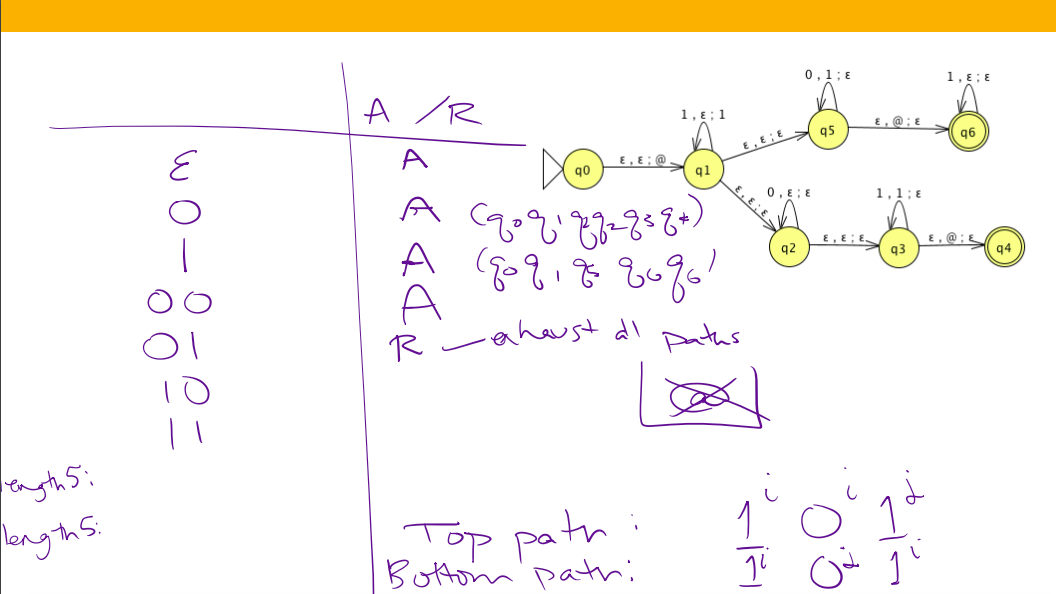 A / R
ε A
0 A (q0 q1 q2 q3 q4)
1 A (q0 q1 q5 q6 q6)
00 A
01 R — exhaust all paths
10
11
@
ength5:
length5:
Top path: 1^i 0^i 1^j
Bottom path: 1^i 0^j 1^i
0 , 1 ; ε
1 , ε ; ε
1 , ε ; 1
ε , ε ; ε
q5
ε , @ ; ε
q6
q0
ε , ε ; @
q1
ε , ε ; ε
0 , ε ; ε
1 , 1 ; ε
q2
ε , ε ; ε
q3
ε , @ ; ε
q4